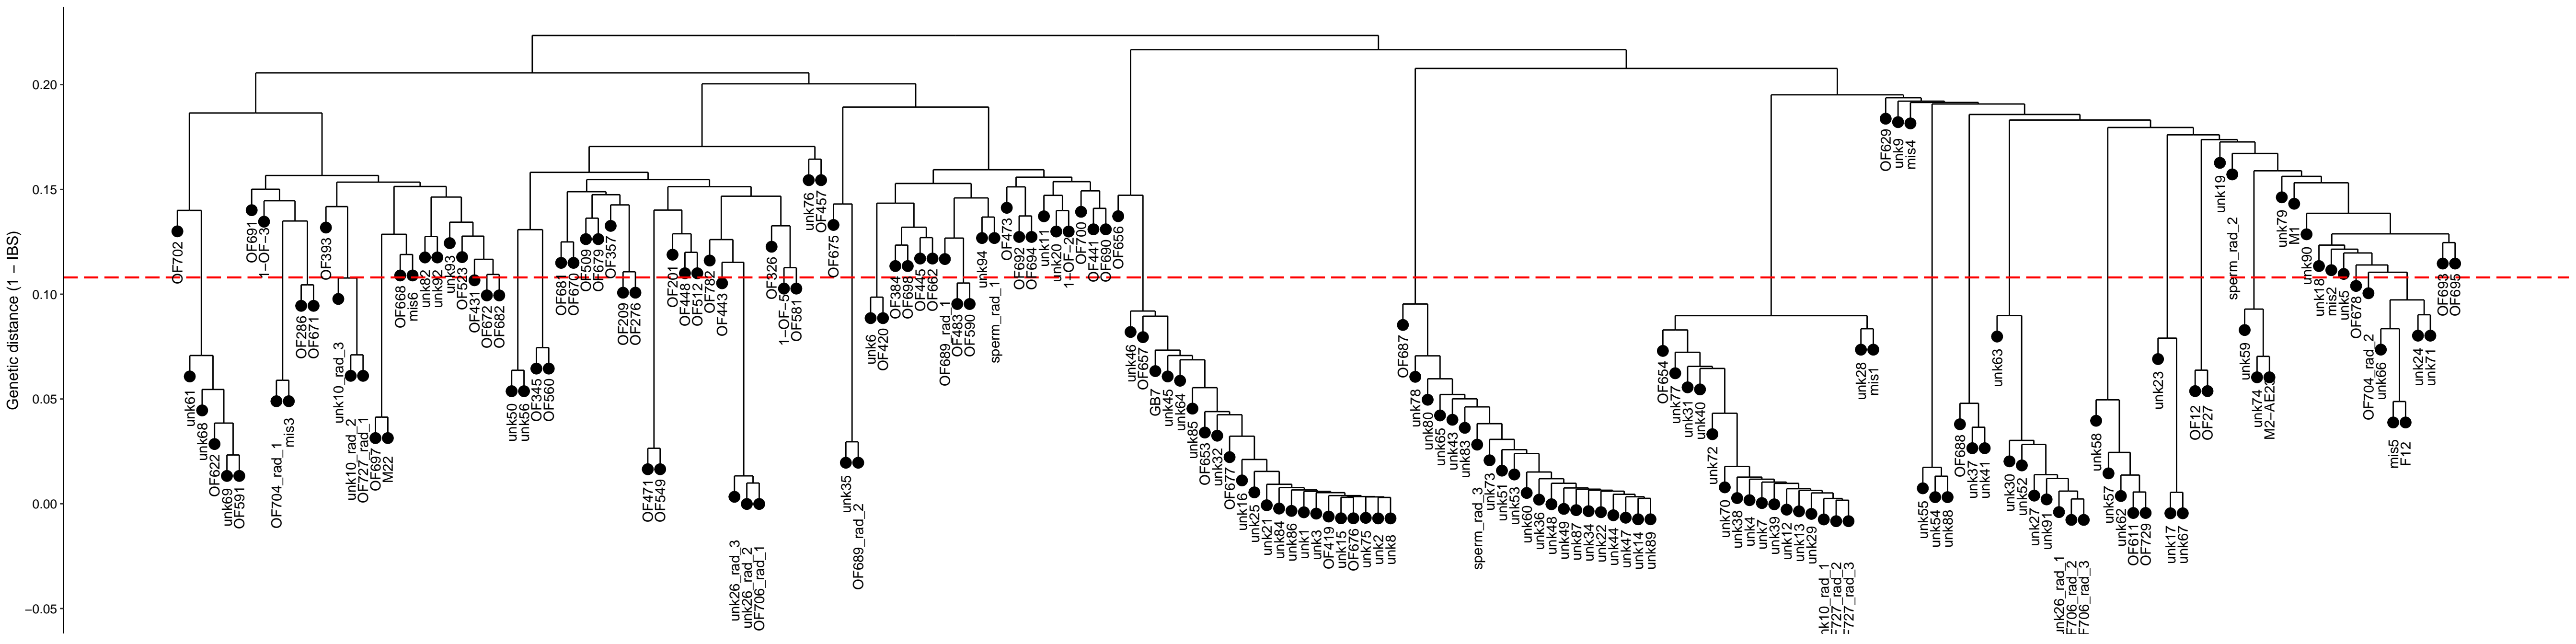 Genetic distance (1 − IBS)
0.20
0.15
0.10
0.05
0.00
−0.05
OF702
unk61
unk68
OF622
unk69
OF591
OF691
1−OF−3
OF704_rad_1
mis3
OF286
OF671
OF393
unk10_rad_3
unk10_rad_2
OF727_rad_1
OF697
M22
OF668
mis6
unk82
unk92
unk93
OF523
OF431
OF672
OF682
unk50
unk56
OF345
OF560
OF681
OF670
OF509
OF679
OF357
OF209
OF276
OF471
OF549
OF201
OF448
OF512
OF782
OF443
unk26_rad_3
unk26_rad_2
OF706_rad_1
OF326
1−OF−5
OF581
unk76
OF457
OF675
unk35
OF689_rad_2
unk6
OF420
OF384
OF698
OF445
OF662
OF689_rad_1
OF483
OF590
unk94
sperm_rad_1
OF473
OF692
OF694
unk11
unk20
1−OF−2
OF700
OF441
OF690
OF656
unk46
OF657
GB7
unk45
unk64
unk85
OF653
unk32
OF677
unk16
unk25
unk21
unk84
unk86
unk1
unk3
OF419
unk15
OF676
unk75
unk2
unk8
OF687
unk78
unk80
unk65
unk43
unk83
sperm_rad_3
unk73
unk51
unk53
unk60
unk36
unk48
unk49
unk87
unk34
unk22
unk44
unk47
unk14
unk89
OF654
unk77
unk31
unk40
unk72
unk70
unk38
unk4
unk7
unk39
unk12
unk13
unk29
nk10_rad_1
F727_rad_2
F727_rad_3
unk28
mis1
OF629
unk9
mis4
unk55
unk54
unk88
OF688
unk37
unk41
unk63
unk30
unk52
unk27
unk91
unk26_rad_1
F706_rad_2
F706_rad_3
unk58
unk57
unk62
OF611
OF729
unk23
unk17
unk67
OF12
OF27
unk19
sperm_rad_2
unk59
unk74
unk79
M1
unk90
unk18
mis2
unk5
OF678
OF704_rad_2
unk66
mis5
F12
unk24
unk71
OF693
OF695